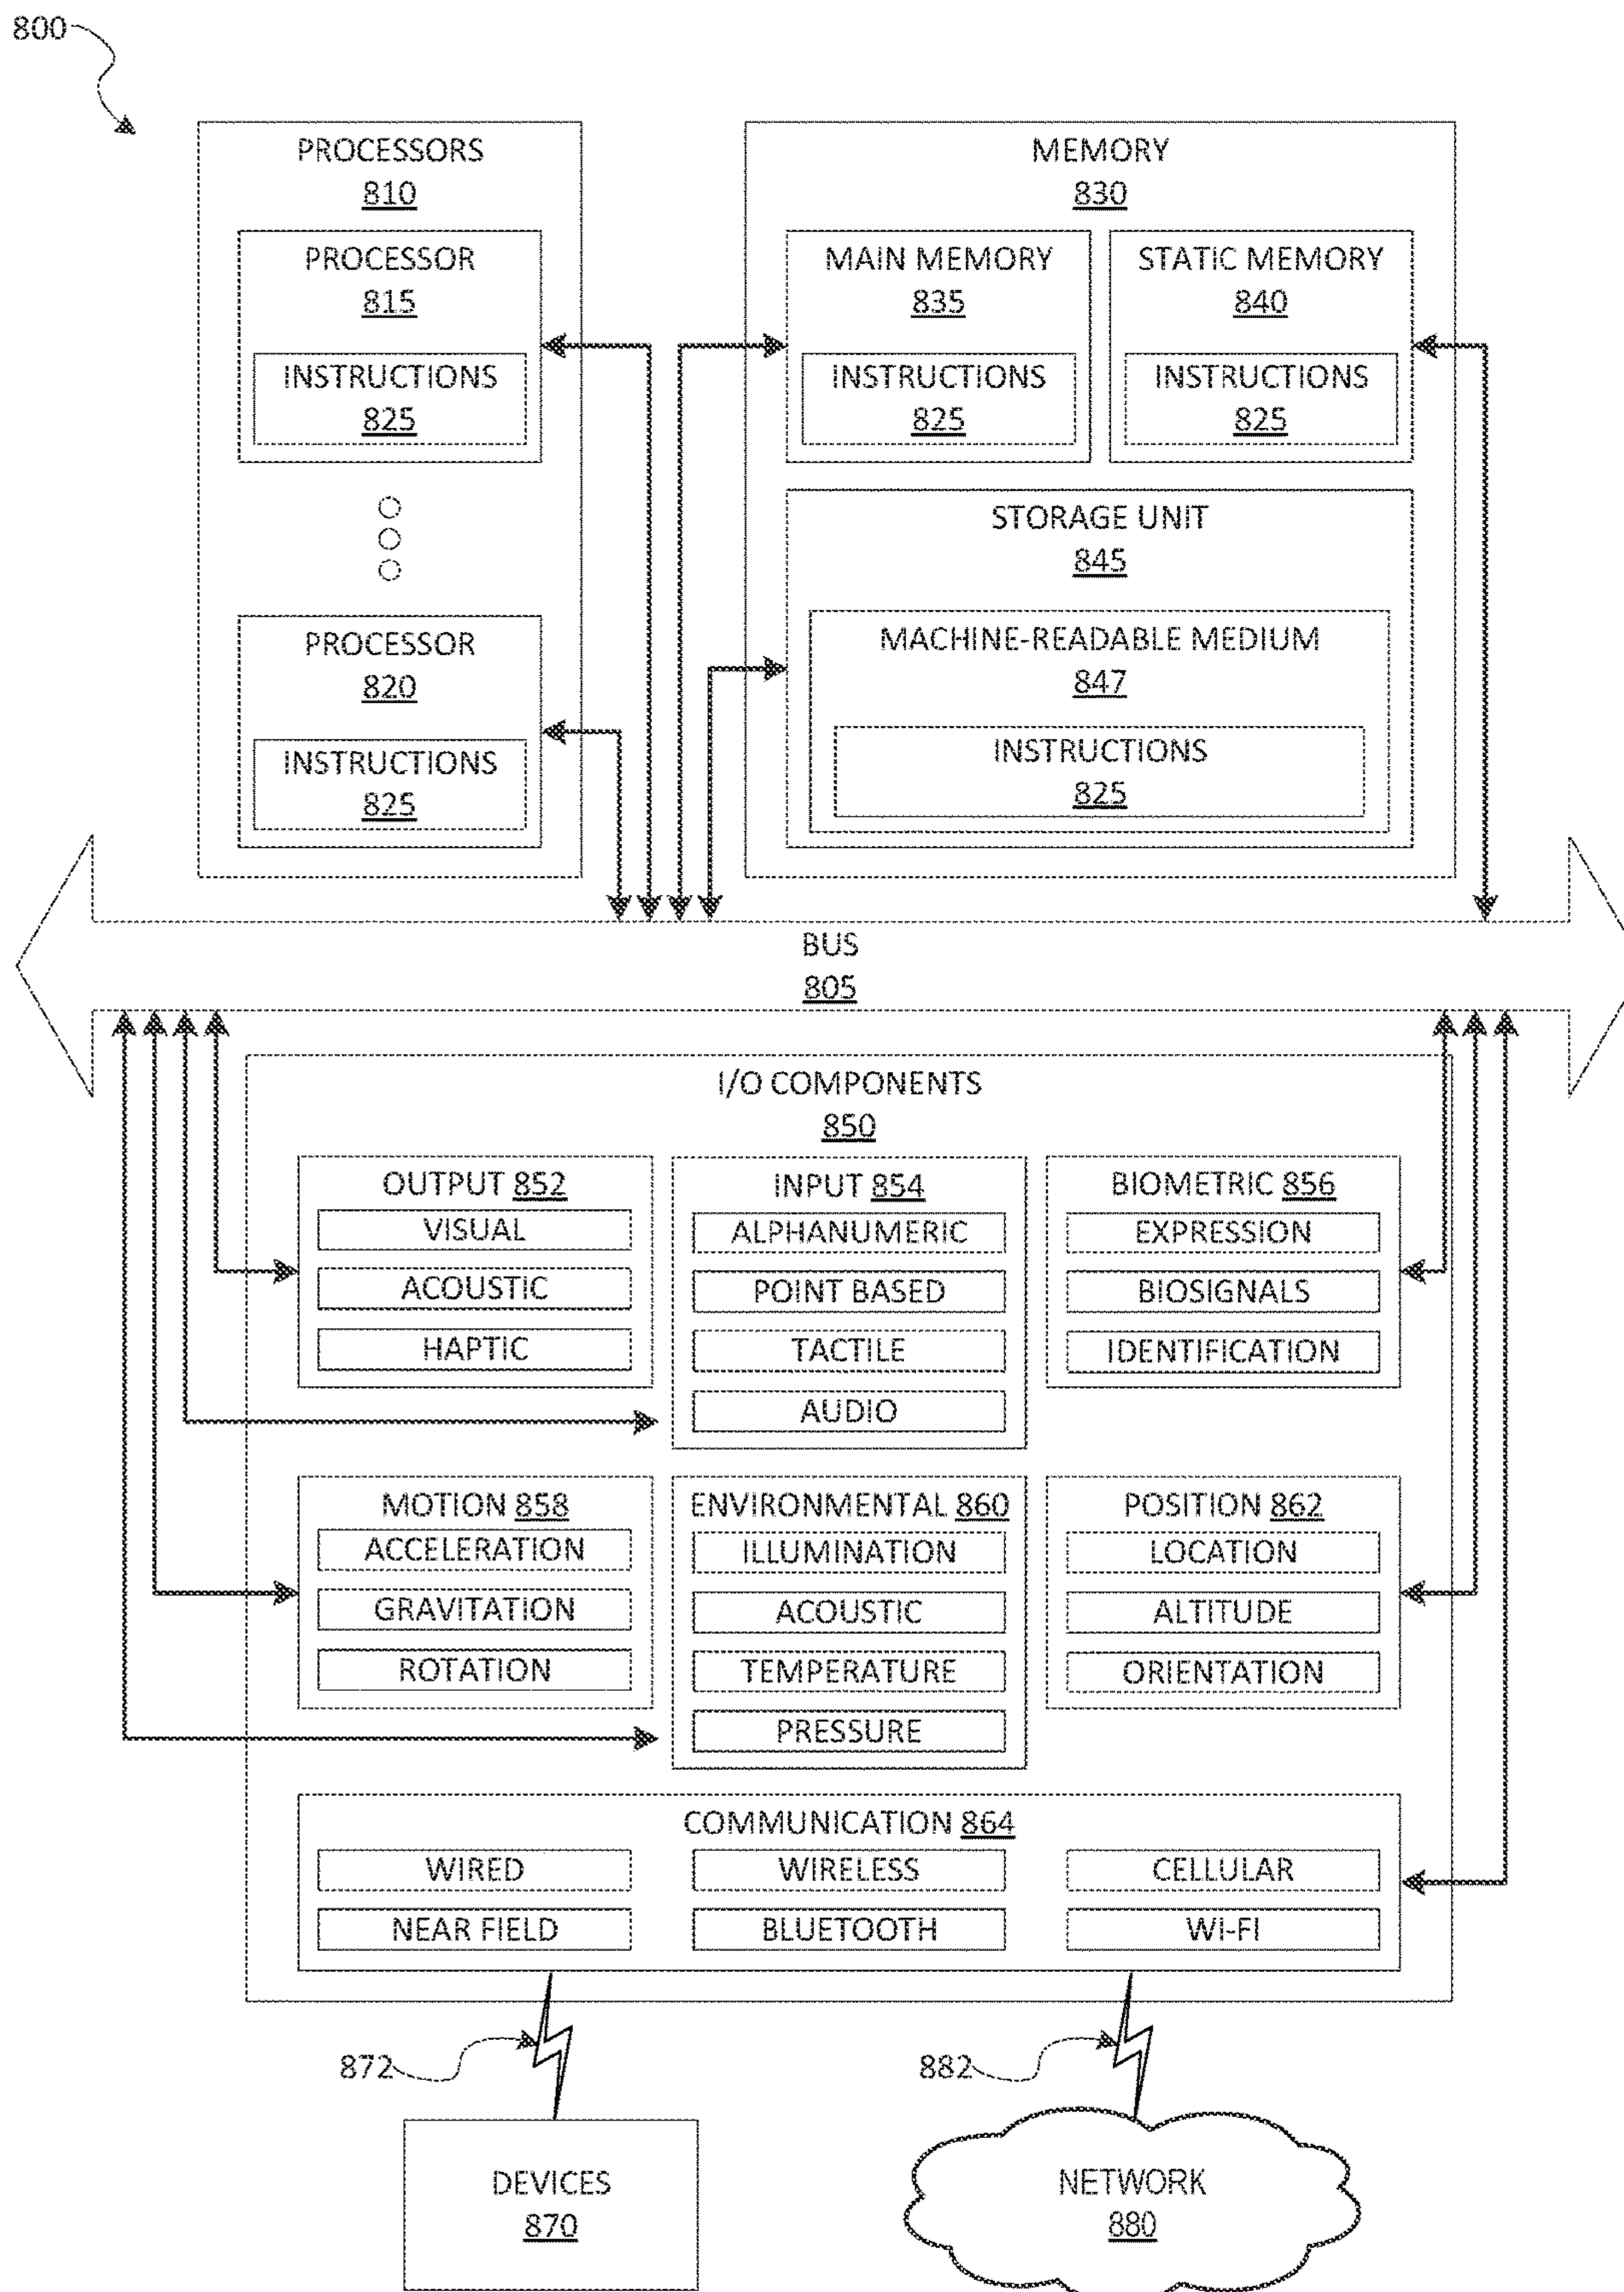 800
PROCESSORS
810
PROCESSOR
815
INSTRUCTIONS
825
PROCESSOR
820
INSTRUCTIONS
825
MEMORY
830
MAIN MEMORY
835
INSTRUCTIONS
825
STATIC MEMORY
840
INSTRUCTIONS
825
STORAGE UNIT
845
MACHINE-READABLE MEDIUM
847
INSTRUCTIONS
825
BUS
805
I/O COMPONENTS
850
OUTPUT 852
VISUAL
ACOUSTIC
HAPTIC
INPUT 854
ALPHANUMERIC
POINT BASED
TACTILE
AUDIO
BIOMETRIC 856
EXPRESSION
BIOSIGNALS
IDENTIFICATION
MOTION 858
ACCELERATION
GRAVITATION
ROTATION
ENVIRONMENTAL 860
ILLUMINATION
ACOUSTIC
TEMPERATURE
PRESSURE
POSITION 862
LOCATION
ALTITUDE
ORIENTATION
COMMUNICATION 864
WIRED
WIRELESS
CELLULAR
NEAR FIELD
BLUETOOTH
WI-FI
872
882
DEVICES
870
NETWORK
880